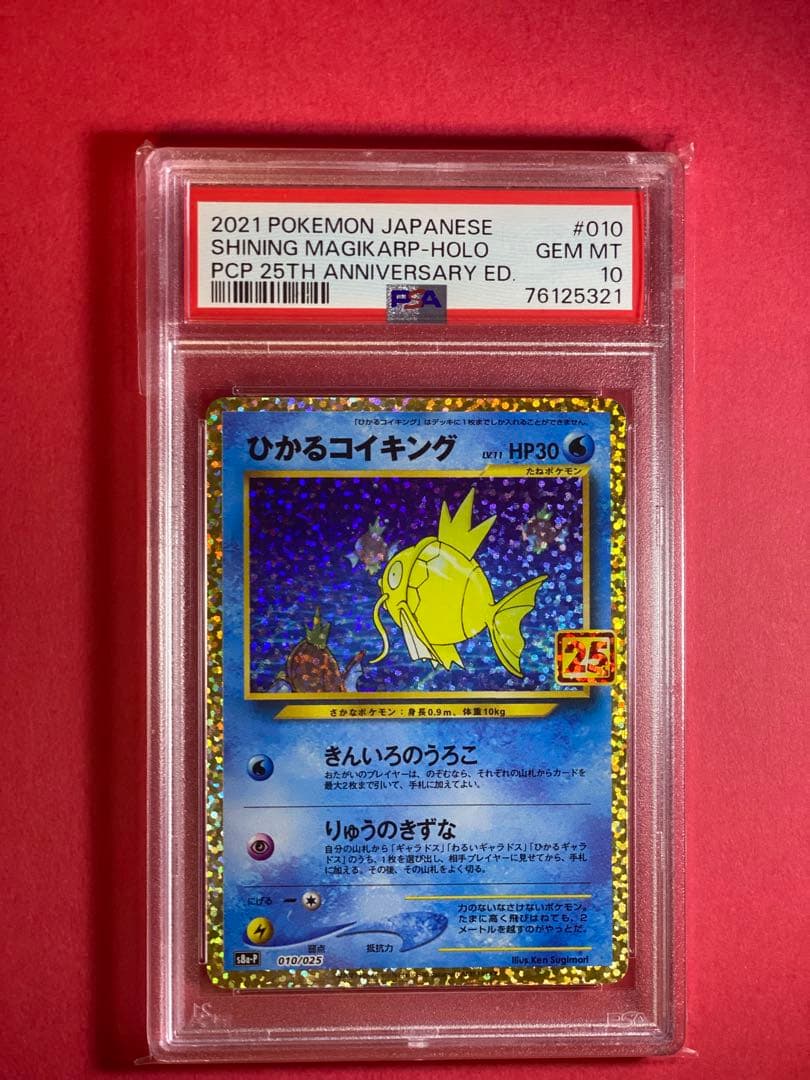 2021 POKEMON JAPANESE #010
SHINING MAGIKARP-HOLO GEM MT
PCP 25TH ANNIVERSARY ED. 10
PSA 76125321
「ひかるコイキング」はデッキに1枚までしか入れることができません。
ひかるコイキング LV.11 HP30
たねポケモン
25
さかなポケモン:身長0.9m、体重10kg
きんいろのうろこ
おたがいのプレイヤーは、のぞむなら、それぞれの山札からカードを
最大2枚まで引いて、手札に加えてよい。
りゅうのきずな
自分の山札から「ギャラドス」「わるいギャラドス」「ひかるギャラ
ドス」のうち、1枚を選び出し、相手プレイヤーに見せてから、手札
に加える。その後、その山札をよく切る。
にげる
力のないなさけないポケモン。
たまに高く飛びはねても、2
メートルを越すのがやっとだ。
弱点 抵抗力
s8a-P 010/025
Illus.Ken Sugimori
PSA